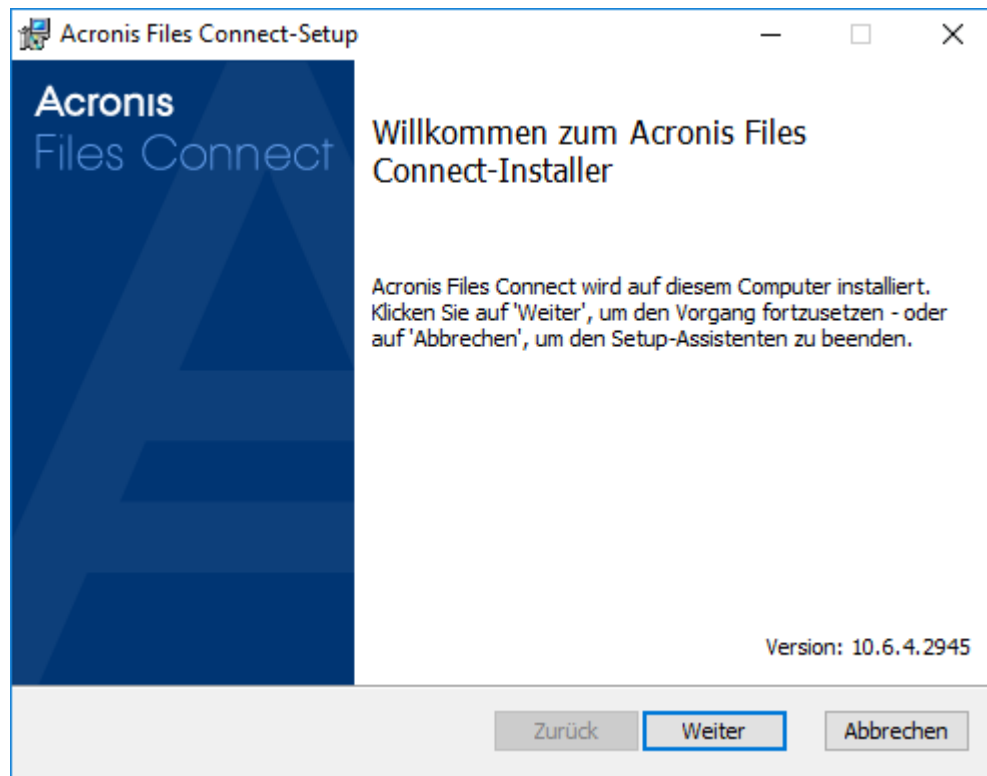 Acronis Files Connect-Setup
Acronis
Files Connect
Willkommen zum Acronis Files
Connect-Installer
Acronis Files Connect wird auf diesem Computer installiert.
Klicken Sie auf 'Weiter', um den Vorgang fortzusetzen - oder
auf 'Abbrechen', um den Setup-Assistenten zu beenden.
Version: 10.6.4.2945
Zurück
Weiter
Abbrechen